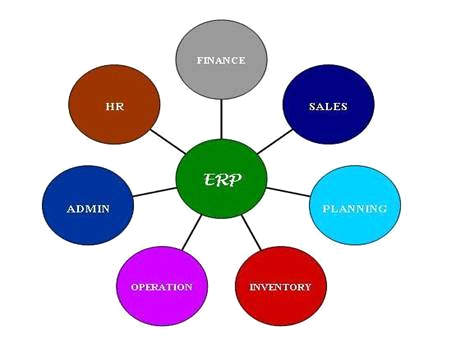 FINANCE
HR
SALES
ERP
ADMIN
PLANNING
OPERATION
INVENTORY